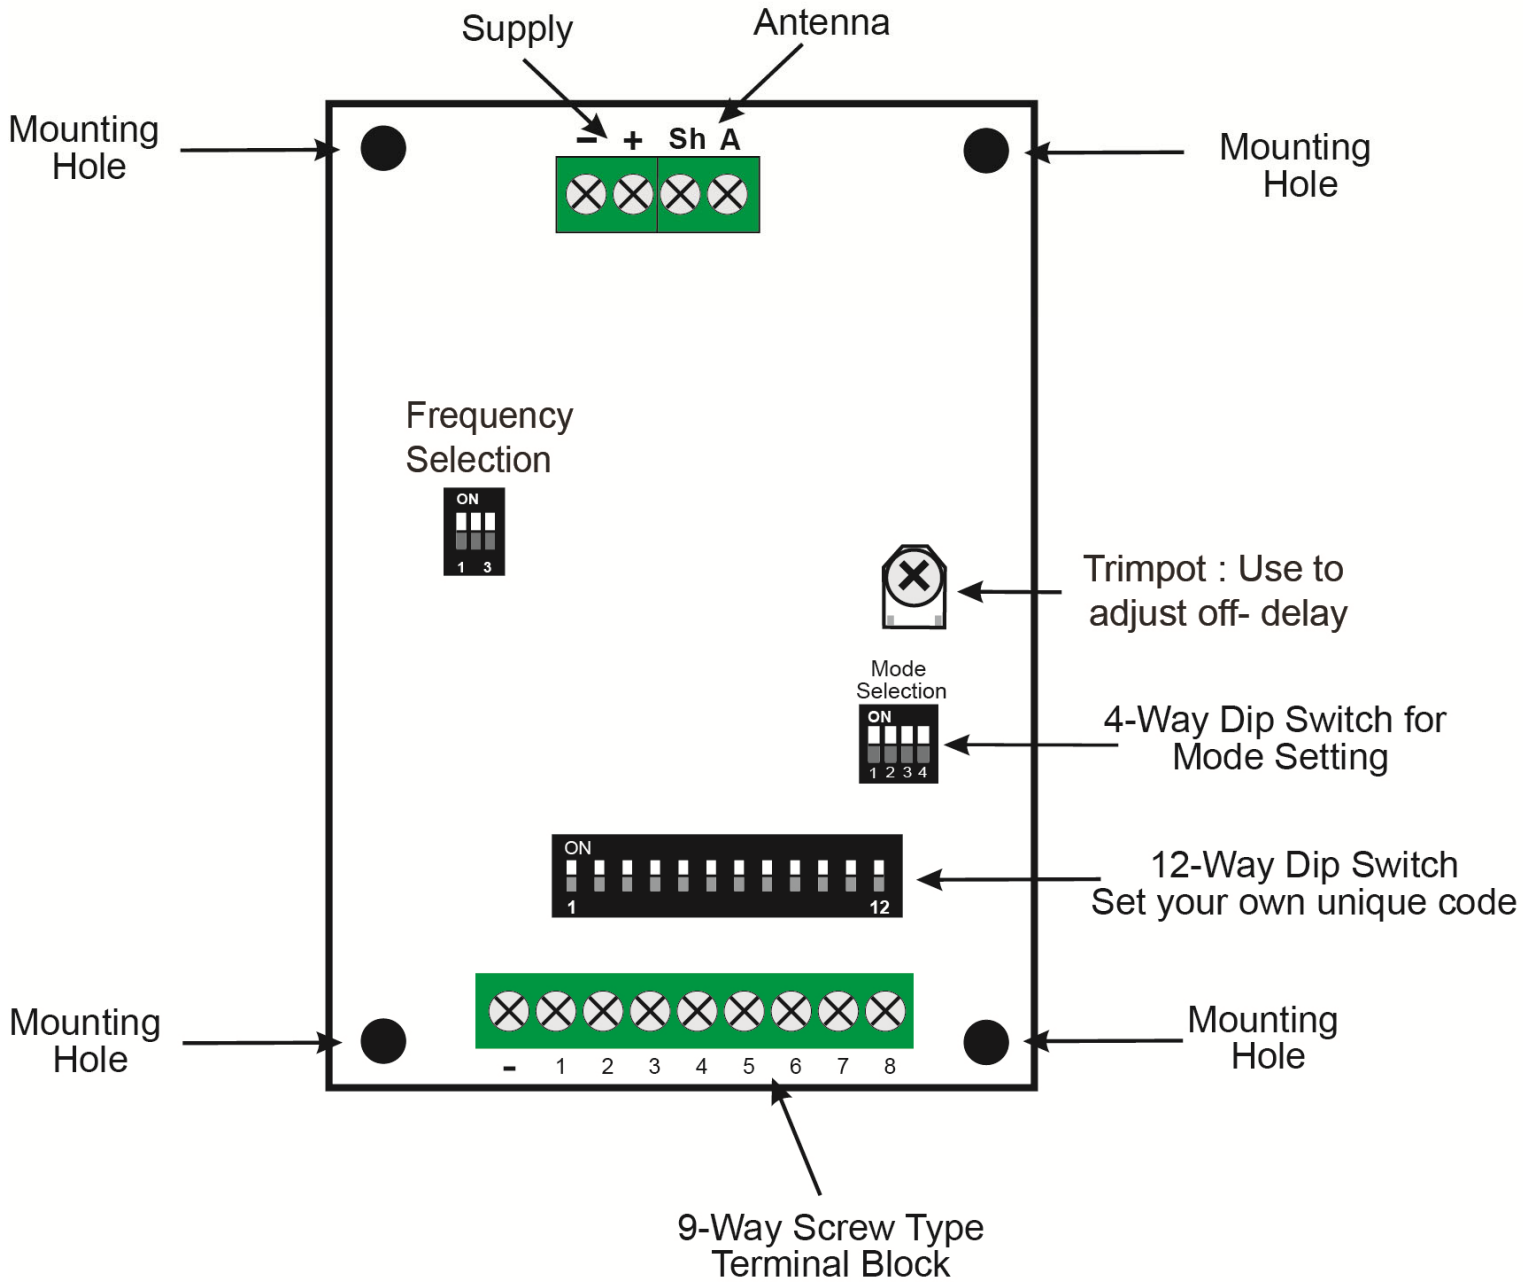 Supply
Antenna
Mounting
Hole
Mounting
Hole
- + Sh A
Frequency
Selection
ON
1 3
Trimpot : Use to
adjust off- delay
Mode
Selection
ON
1 2 3 4
4-Way Dip Switch for
Mode Setting
ON
1 12
12-Way Dip Switch
Set your own unique code
Mounting
Hole
Mounting
Hole
- 1 2 3 4 5 6 7 8
9-Way Screw Type
Terminal Block